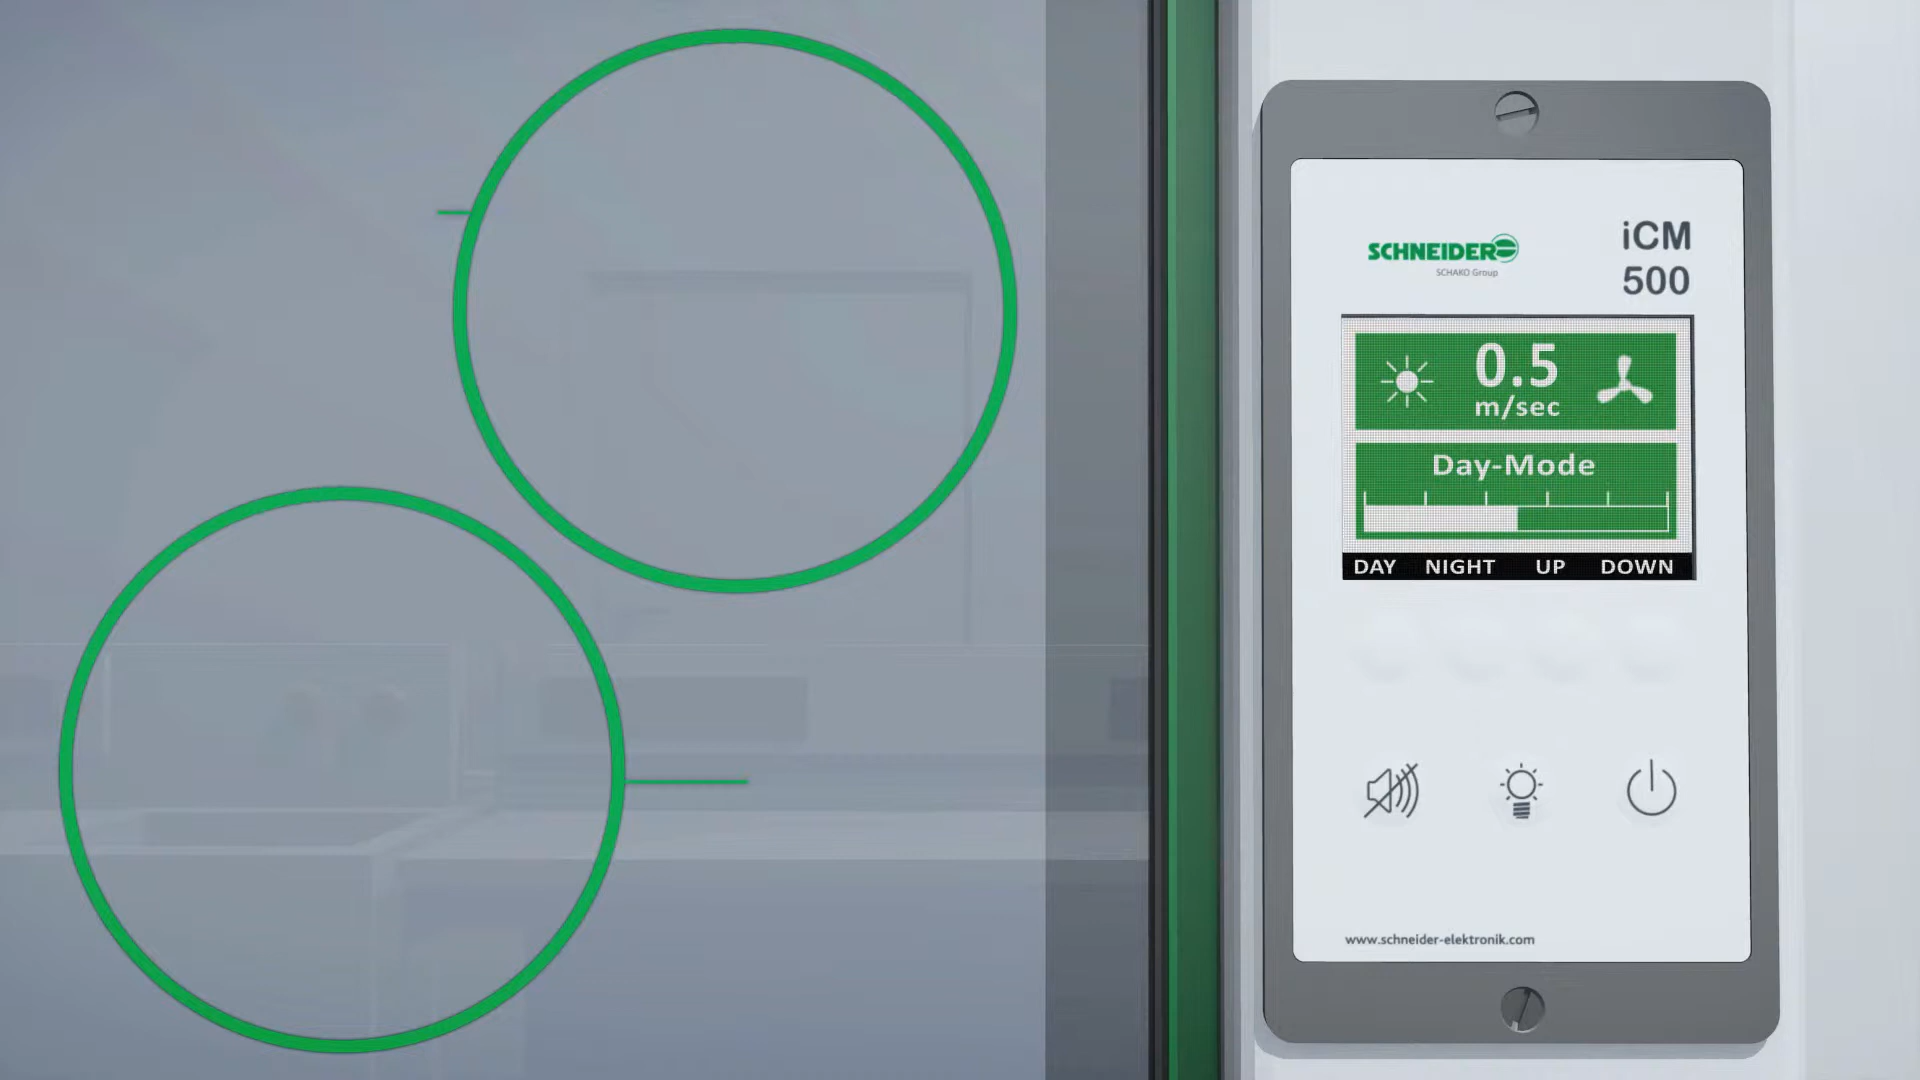 SCHNEIDER
SCHAKO Group
iCM
500
0.5
m/sec
Day-Mode
DAY NIGHT UP DOWN
www.schneider-elektronik.com